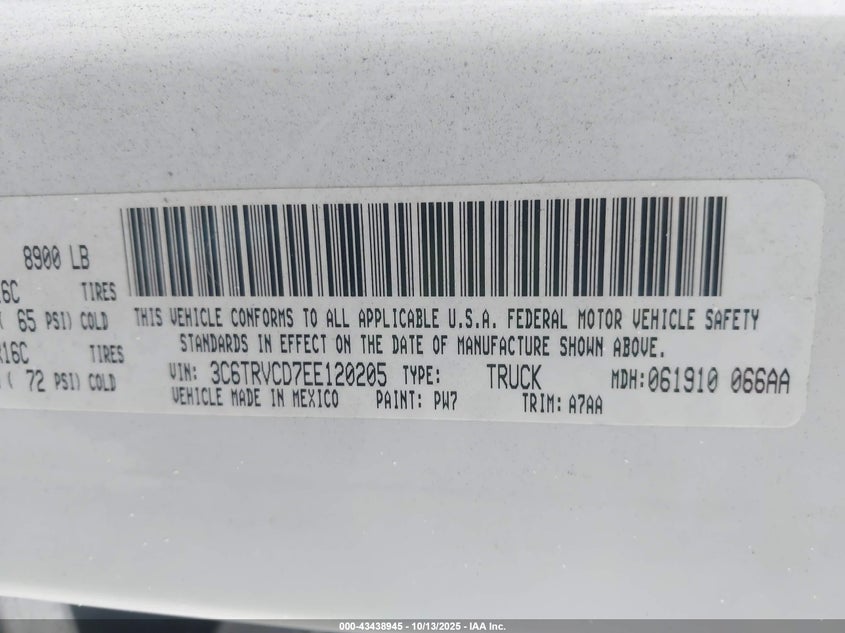 8900 LB
6C TIRES
( 65 PSI) COLD
16C TIRES
( 72 PSI) COLD
THIS VEHICLE CONFORMS TO ALL APPLICABLE U.S.A. FEDERAL MOTOR VEHICLE SAFETY
STANDARDS IN EFFECT ON THE DATE OF MANUFACTURE SHOWN ABOVE.
VIN: 3C6TRVCD7EE120205 TYPE: TRUCK MDH:061910 066AA
VEHICLE MADE IN MEXICO PAINT: PW7 TRIM: A7AA
000-43438945 - 10/13/2025 - IAA Inc.